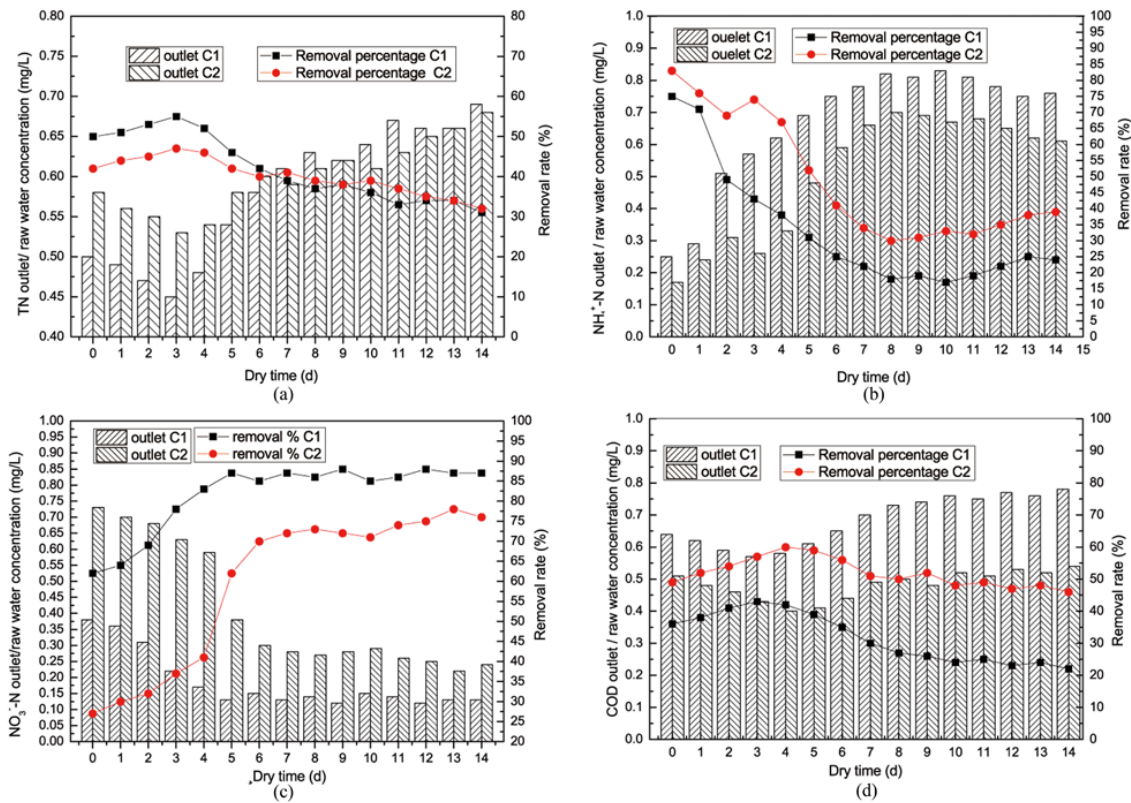 (a)
0.80
0.75
0.70
0.65
0.60
0.55
0.50
0.45
0.40
TN outlet/ raw water concentration (mg/L)
outlet C1
outlet C2
Removal percentage C1
Removal percentage C2
80
70
60
50
40
30
20
10
0
Removal rate (%)
0 1 2 3 4 5 6 7 8 9 10 11 12 13 14
Dry time (d)
(a)
1.0
0.9
0.8
0.7
0.6
0.5
0.4
0.3
0.2
0.1
0.0
NH₄⁺-N outlet / raw water concentration (mg/L)
ouelet C1
ouelet C2
Removal percentage C1
Removal percentage C2
100
95
90
85
80
75
70
65
60
55
50
45
40
35
30
25
20
15
10
5
0
Removal rate (%)
0 1 2 3 4 5 6 7 8 9 10 11 12 13 14 15
Dry time (d)
(b)
1.00
0.95
0.90
0.85
0.80
0.75
0.70
0.65
0.60
0.55
0.50
0.45
0.40
0.35
0.30
0.25
0.20
0.15
0.10
0.05
0.00
NO₃⁻-N outlet/raw water concentration (mg/L)
outlet C1
outlet C2
removal % C1
removal % C2
100
95
90
85
80
75
70
65
60
55
50
45
40
35
30
25
20
Removal rate (%)
0 1 2 3 4 5 6 7 8 9 10 11 12 13 14
Dry time (d)
(c)
1.0
0.9
0.8
0.7
0.6
0.5
0.4
0.3
0.2
0.1
0.0
COD outlet / raw water concentration (mg/L)
outlet C1
outlet C2
Removal percentage C1
Removal percentage C2
100
90
80
70
60
50
40
30
20
10
0
Removal rate (%)
0 1 2 3 4 5 6 7 8 9 10 11 12 13 14
Dry time (d)
(d)